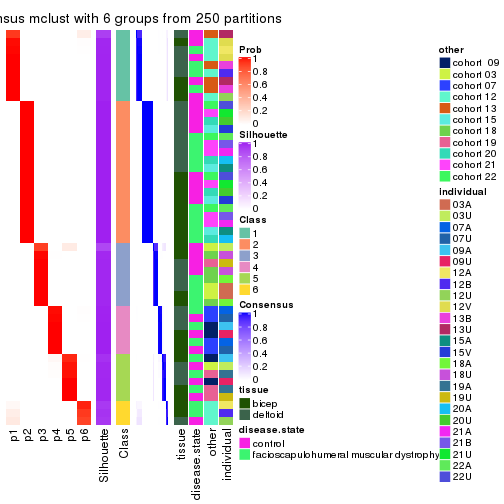 nsus mclust with 6 groups from 250 partitions
Prob
1
0.8
0.6
0.4
0.2
0
Silhouette
1
0.8
0.6
0.4
0.2
0
Class
1
2
3
4
5
6
Consensus
1
0.8
0.6
0.4
0.2
0
tissue
bicep
deltoid
disease.state
control
facioscapulohumeral muscular dystrophy
other
cohort 09
cohort 03
cohort 07
cohort 12
cohort 13
cohort 15
cohort 18
cohort 19
cohort 20
cohort 21
cohort 22
individual
03A
03U
07A
07U
09A
09U
12A
12B
12U
12V
13B
13U
15A
15V
18A
18U
19A
19U
20A
20U
21A
21B
21U
22A
22U
p1
p2
p3
p4
p5
p6
Silhouette
Class
tissue
disease.state
other
individual